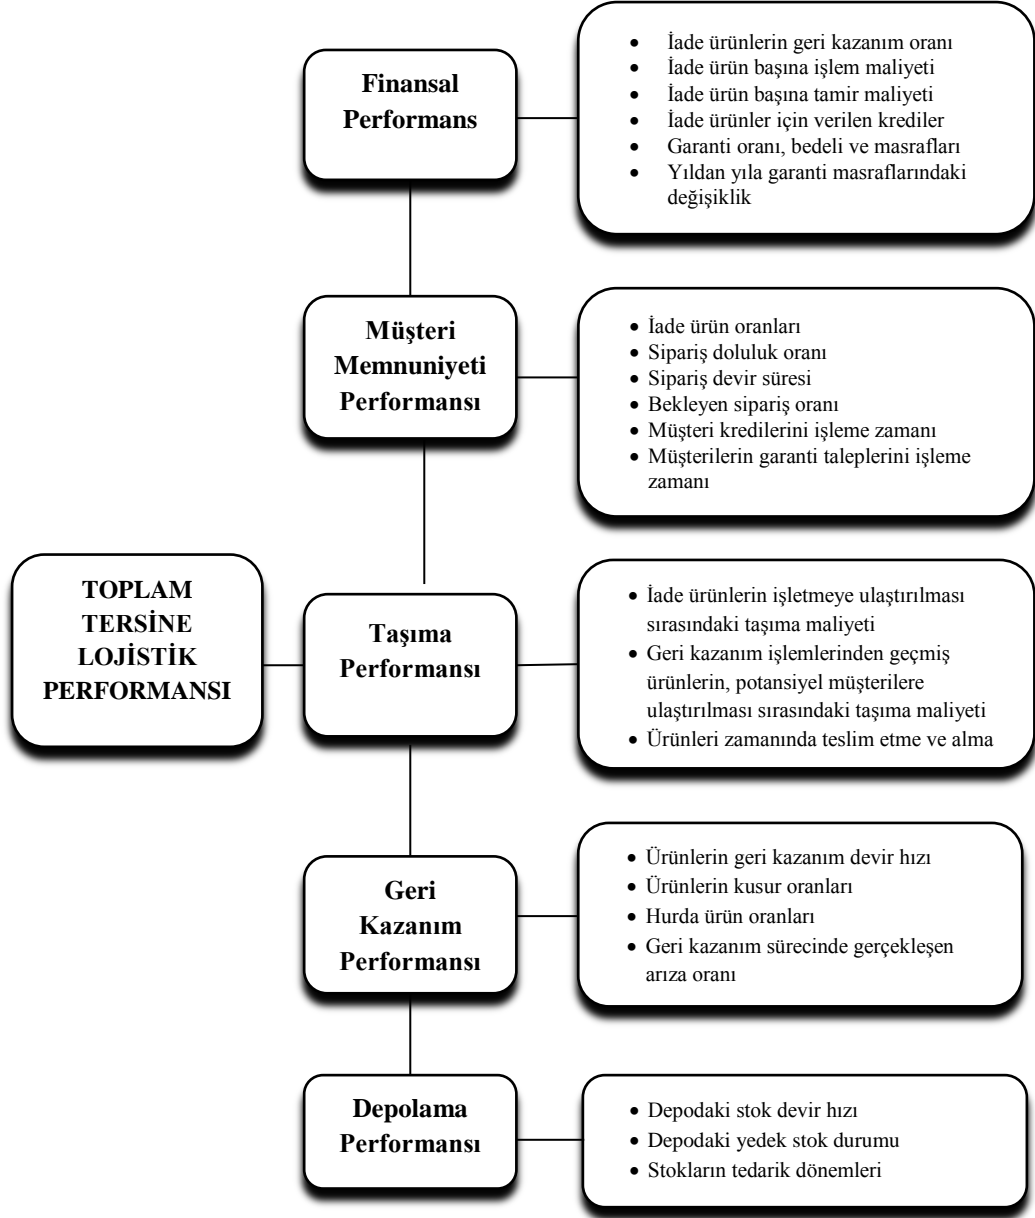 Finansal
Performans
• İade ürünlerin geri kazanım oranı
• İade ürün başına işlem maliyeti
• İade ürün başına tamir maliyeti
• İade ürünler için verilen krediler
• Garanti oranı, bedeli ve masrafları
• Yıldan yıla garanti masraflarındaki
değişiklik
Müşteri
Memnuniyeti
Performansı
• İade ürün oranları
• Sipariş doluluk oranı
• Sipariş devir süresi
• Bekleyen sipariş oranı
• Müşteri kredilerini işleme zamanı
• Müşterilerin garanti taleplerini işleme
zamanı
TOPLAM
TERSİNE
LOJİSTİK
PERFORMANSI
Taşıma
Performansı
• İade ürünlerin işletmeye ulaştırılması
sırasındaki taşıma maliyeti
• Geri kazanım işlemlerinden geçmiş
ürünlerin, potansiyel müşterilere
ulaştırılması sırasındaki taşıma maliyeti
• Ürünleri zamanında teslim etme ve alma
Geri
Kazanım
Performansı
• Ürünlerin geri kazanım devir hızı
• Ürünlerin kusur oranları
• Hurda ürün oranları
• Geri kazanım sürecinde gerçekleşen
arıza oranı
Depolama
Performansı
• Depodaki stok devir hızı
• Depodaki yedek stok durumu
• Stokların tedarik dönemleri